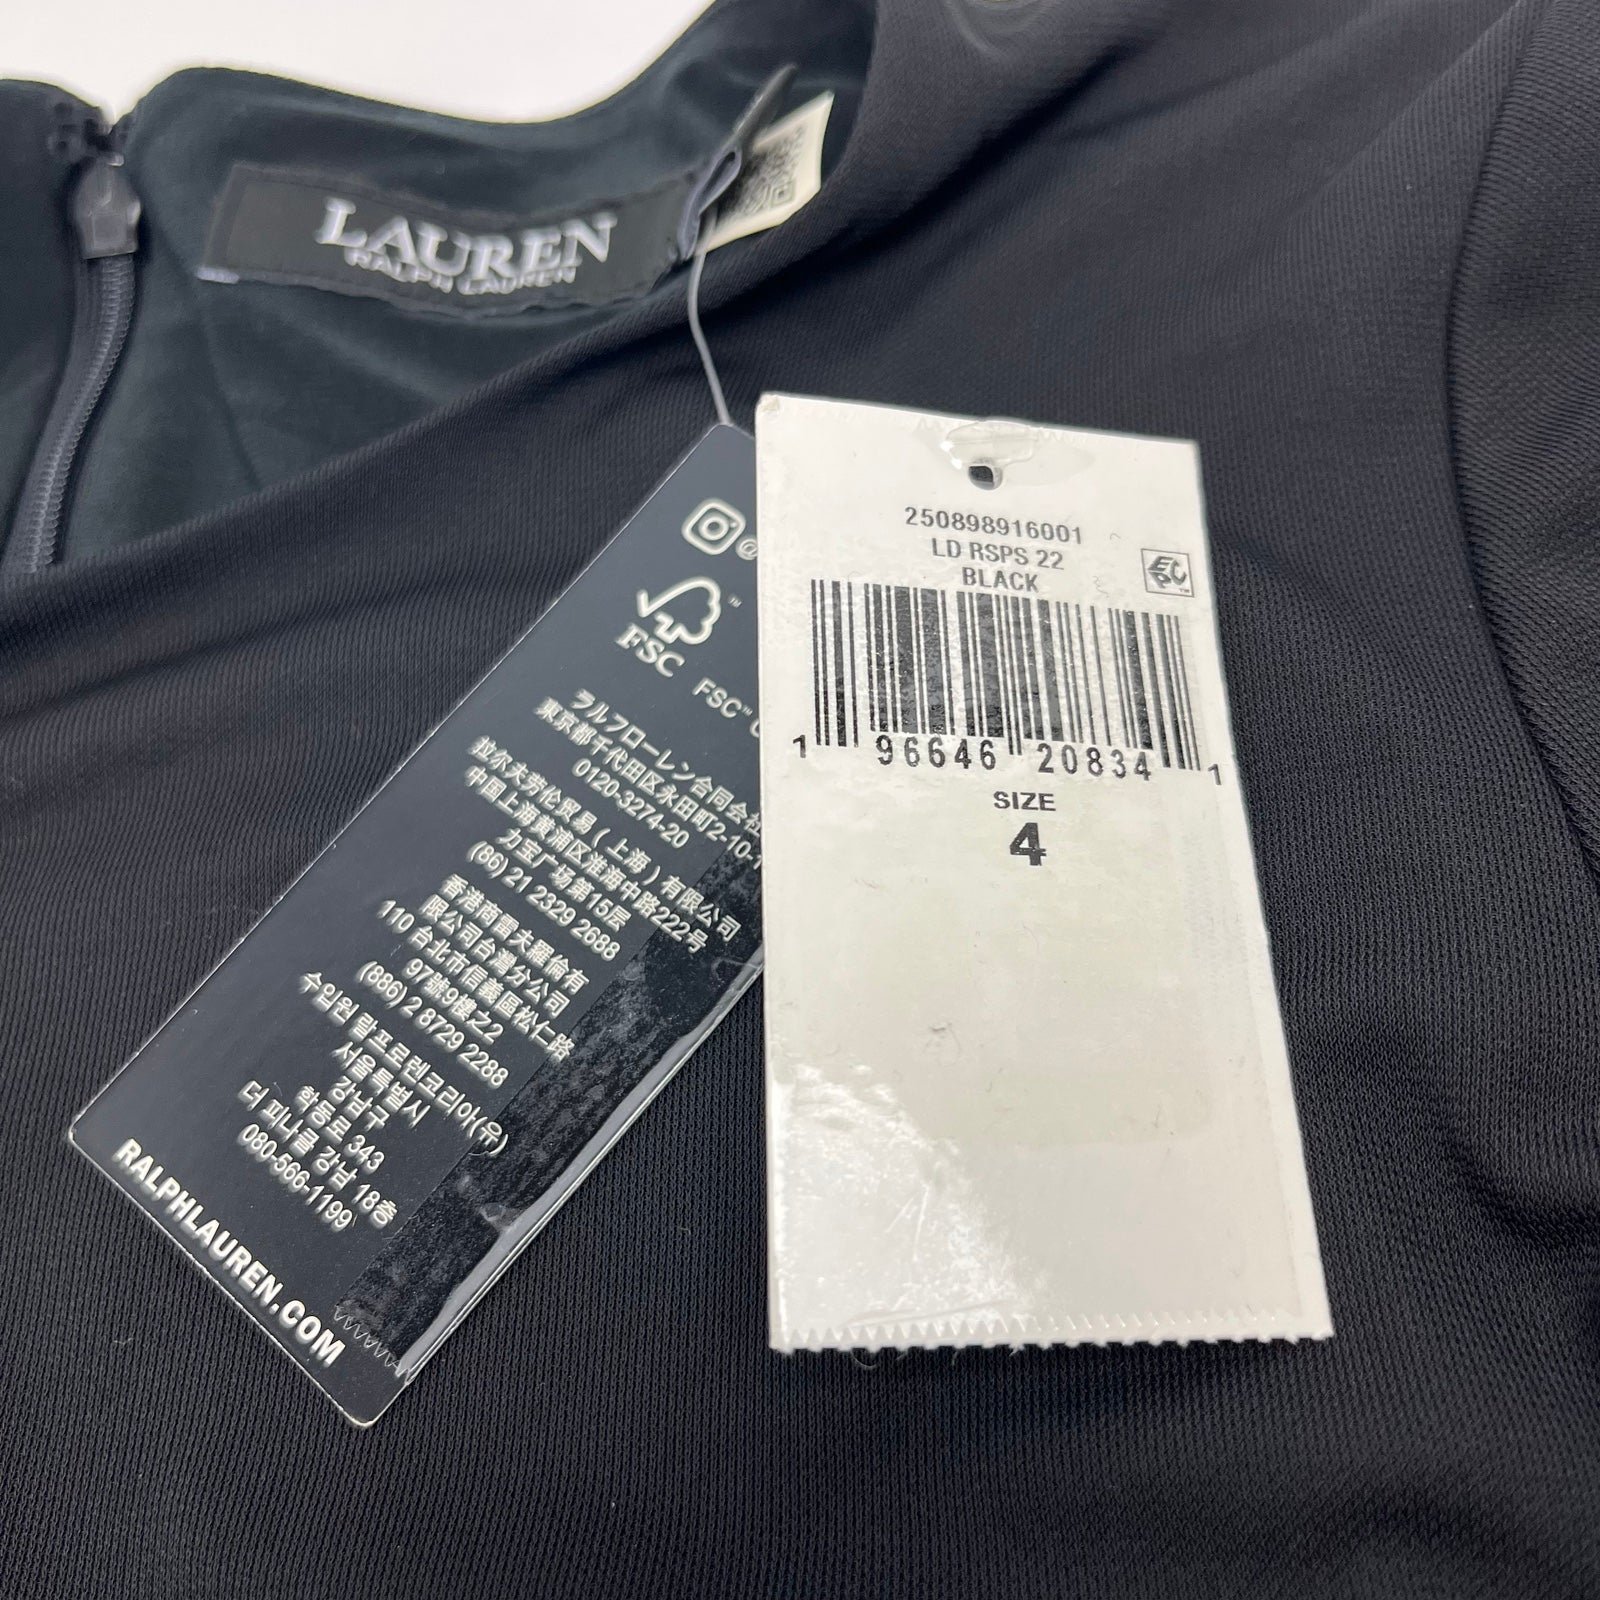 LAUREN
RALPH LAUREN
250898916001
LD RSPS 22
BLACK
EPC
1 96646 20834 1
SIZE
4
@
FSC
FSC™
ラルフローレン合同会社
東京都千代田区永田町2-10-
0120-3274-20
拉尔夫劳伦贸易(上海)有限公司
中国上海黄浦区淮海中路222号
力宝广场第15层
(86) 21 2329 2688
香港商雷夫羅倫有
限公司台灣分公司
110 台北市信義區松仁路
97號9樓之2
(886) 2 8729 2288
수입원 랄프로렌코리아(유)
서울특별시
강남구
학동로 343
더 피나클 강남 18층
080-566-1199
RALPHLAUREN.COM